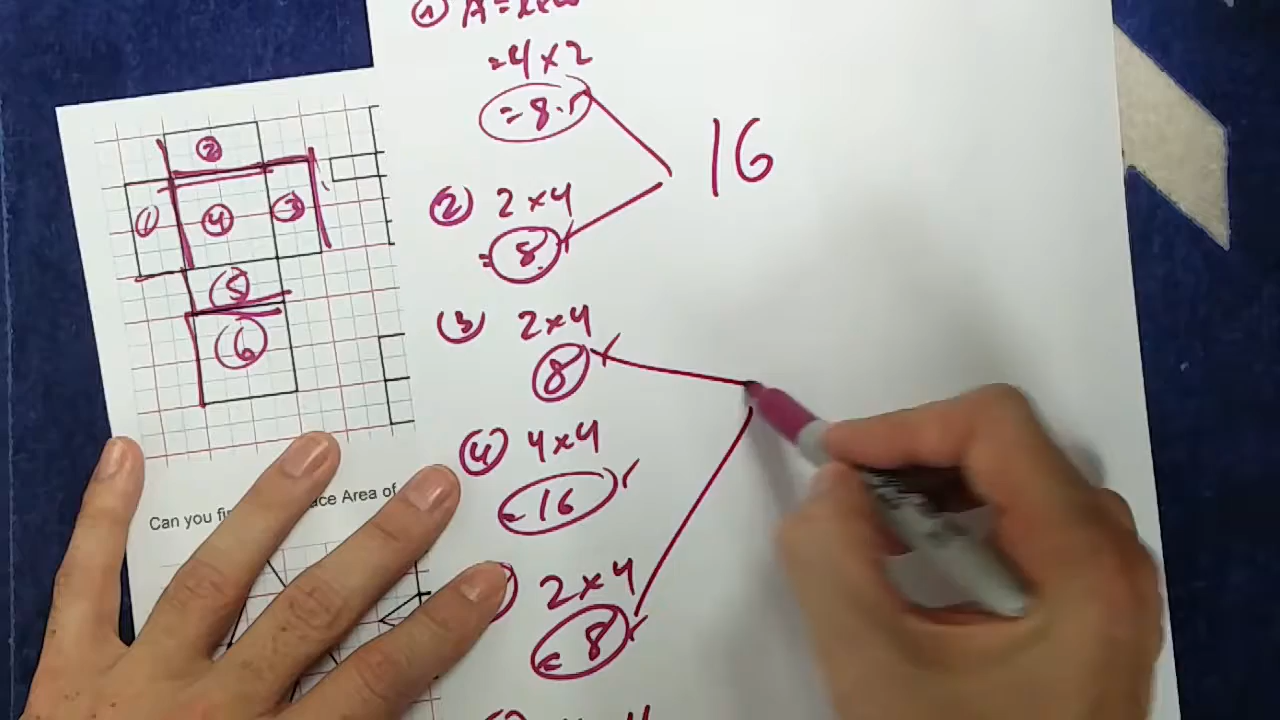 ① A = 
= 4 × 2
= 8.
16
② 2 × 4
= 8.
③ 2 × 4
8
④ 4 × 4
= 16
2 × 4
= 8
②
① ④ ③
⑤
⑥
Can you
ace Area of